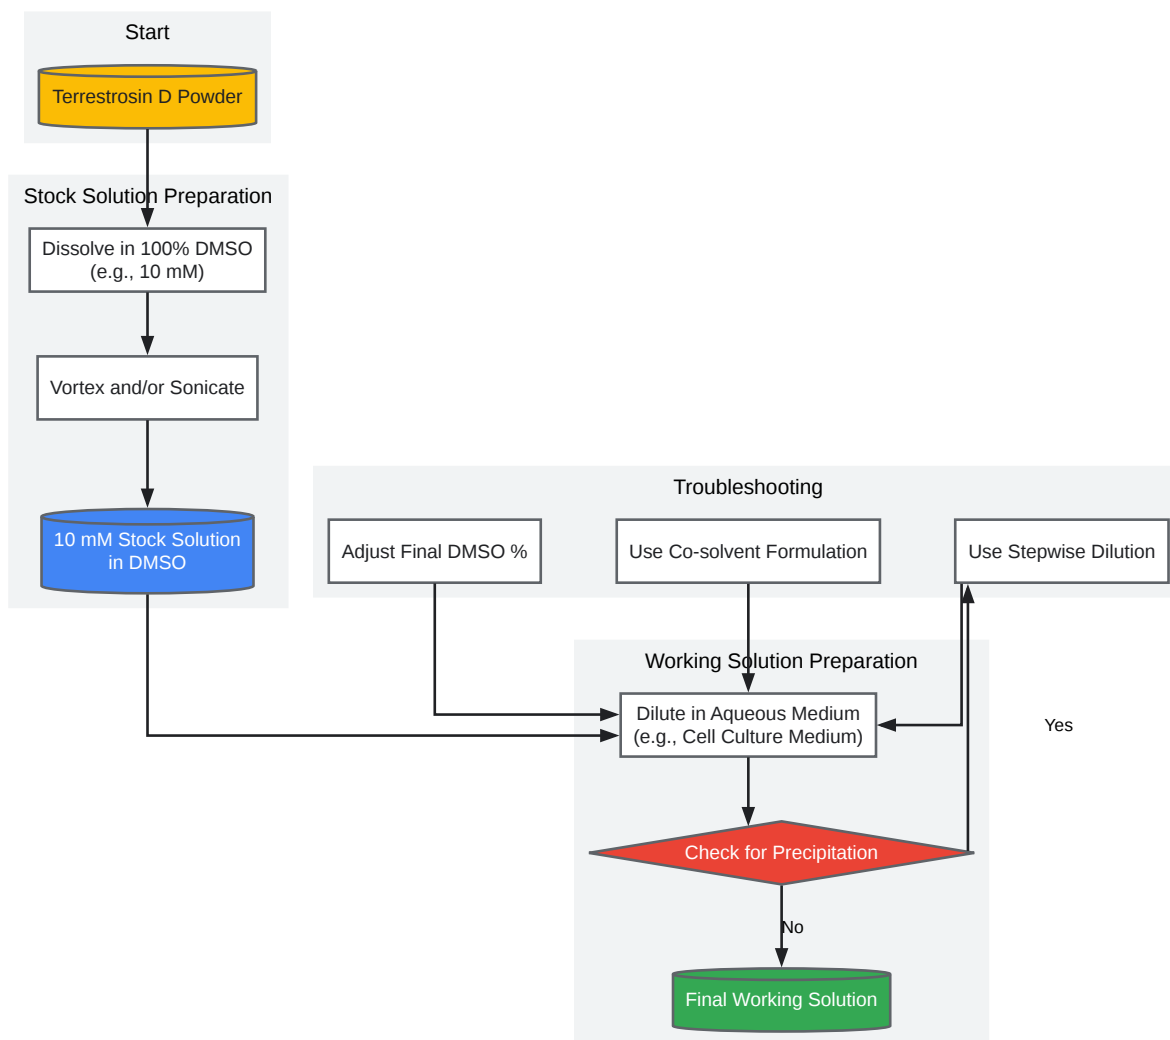 Start
Terrestrosin D Powder
Stock Solution Preparation
Dissolve in 100% DMSO
(e.g., 10 mM)
Vortex and/or Sonicate
10 mM Stock Solution
in DMSO
Troubleshooting
Adjust Final DMSO %
Use Co-solvent Formulation
Use Stepwise Dilution
Working Solution Preparation
Dilute in Aqueous Medium
(e.g., Cell Culture Medium)
Yes
Check for Precipitation
No
Final Working Solution